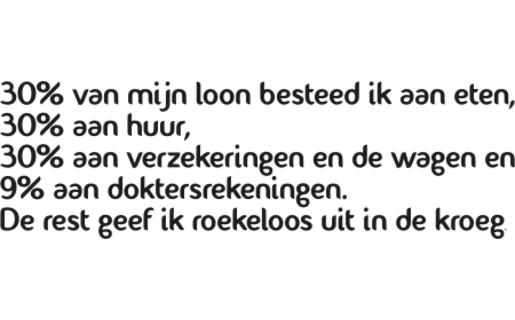 30% van mijn loon besteed ik aan eten,
30% aan huur,
30% aan verzekeringen en de wagen en
9% aan doktersrekeningen.
De rest geef ik roekeloos uit in de kroeg.